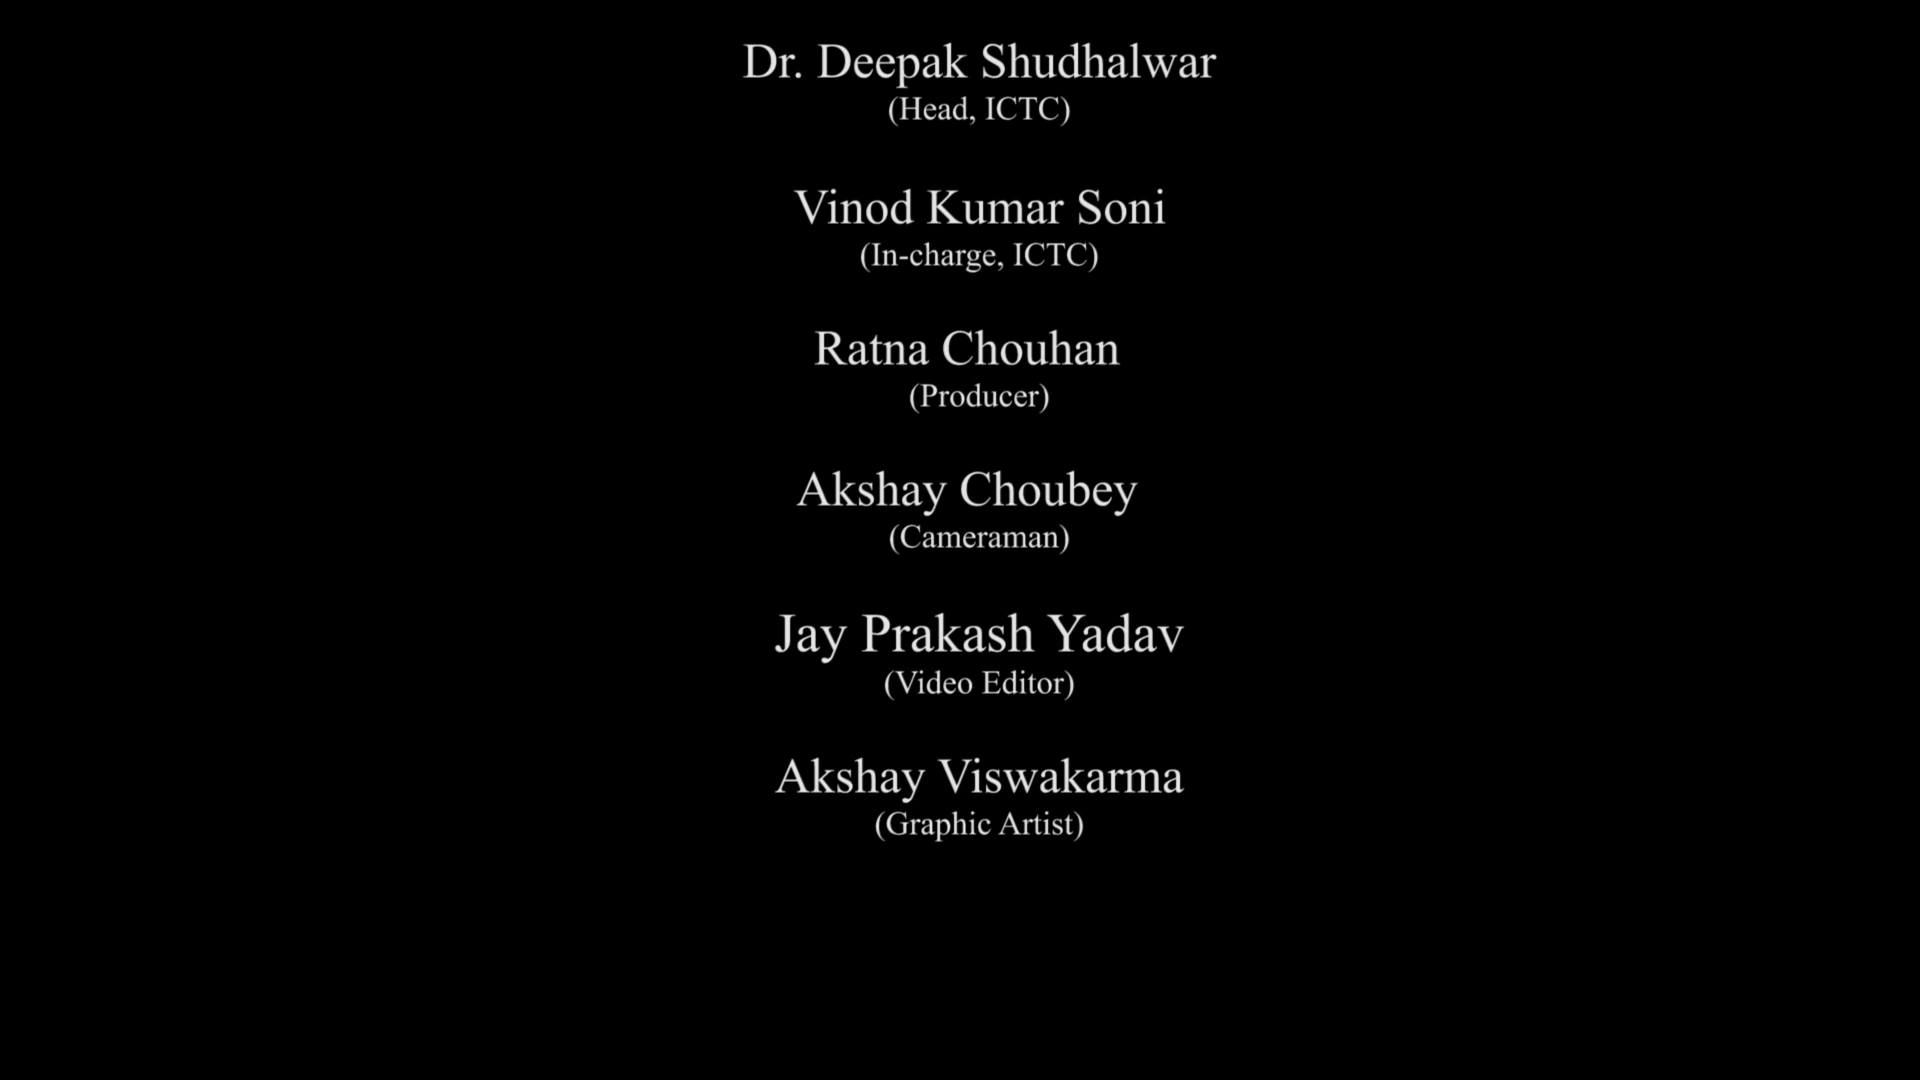 Dr. Deepak Shudhalwar
(Head, ICTC)
Vinod Kumar Soni
(In-charge, ICTC)
Ratna Chouhan
(Producer)
Akshay Choubey
(Cameraman)
Jay Prakash Yadav
(Video Editor)
Akshay Viswakarma
(Graphic Artist)